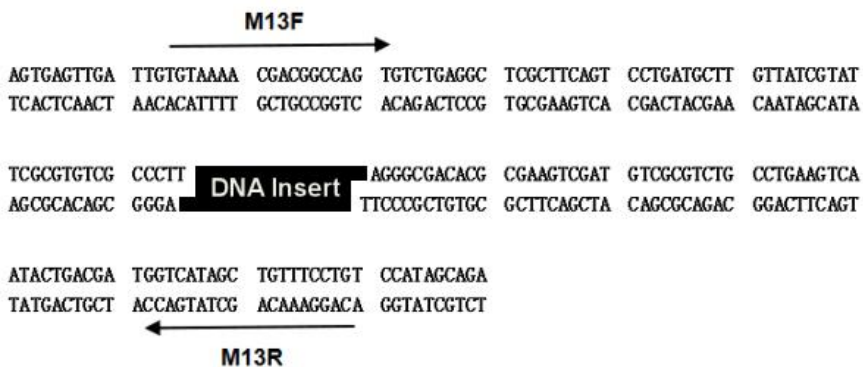 M13F
AGTGAGTTGA TTGTGTAAAA CGACGGCCAG TGTCTGAGGC TCGCTTCAGT CCTGATGCTT GTTATCGTAT
TCACTCAACT AACACATTTT GCTGCCGGTC ACAGACTCCG TGCGAAGTCA CGACTACGAA CAATAGCATA
TCGCGTGTCG CCCTT DNA Insert AGGGCGACACG CGAAGTCGAT GTCGCGTCTG CCTGAAGTCA
AGCGCACAGC GGGA TTCCCGCTGTGC GCTTCAGCTA CAGCGCAGAC GGACTTCAGT
ATACTGACGA TGGTCATAGC TGTTTCCTGT CCATAGCAGA
TATGACTGCT ACCAGTATCG ACAAAGGACA GGTATCGTCT
M13R